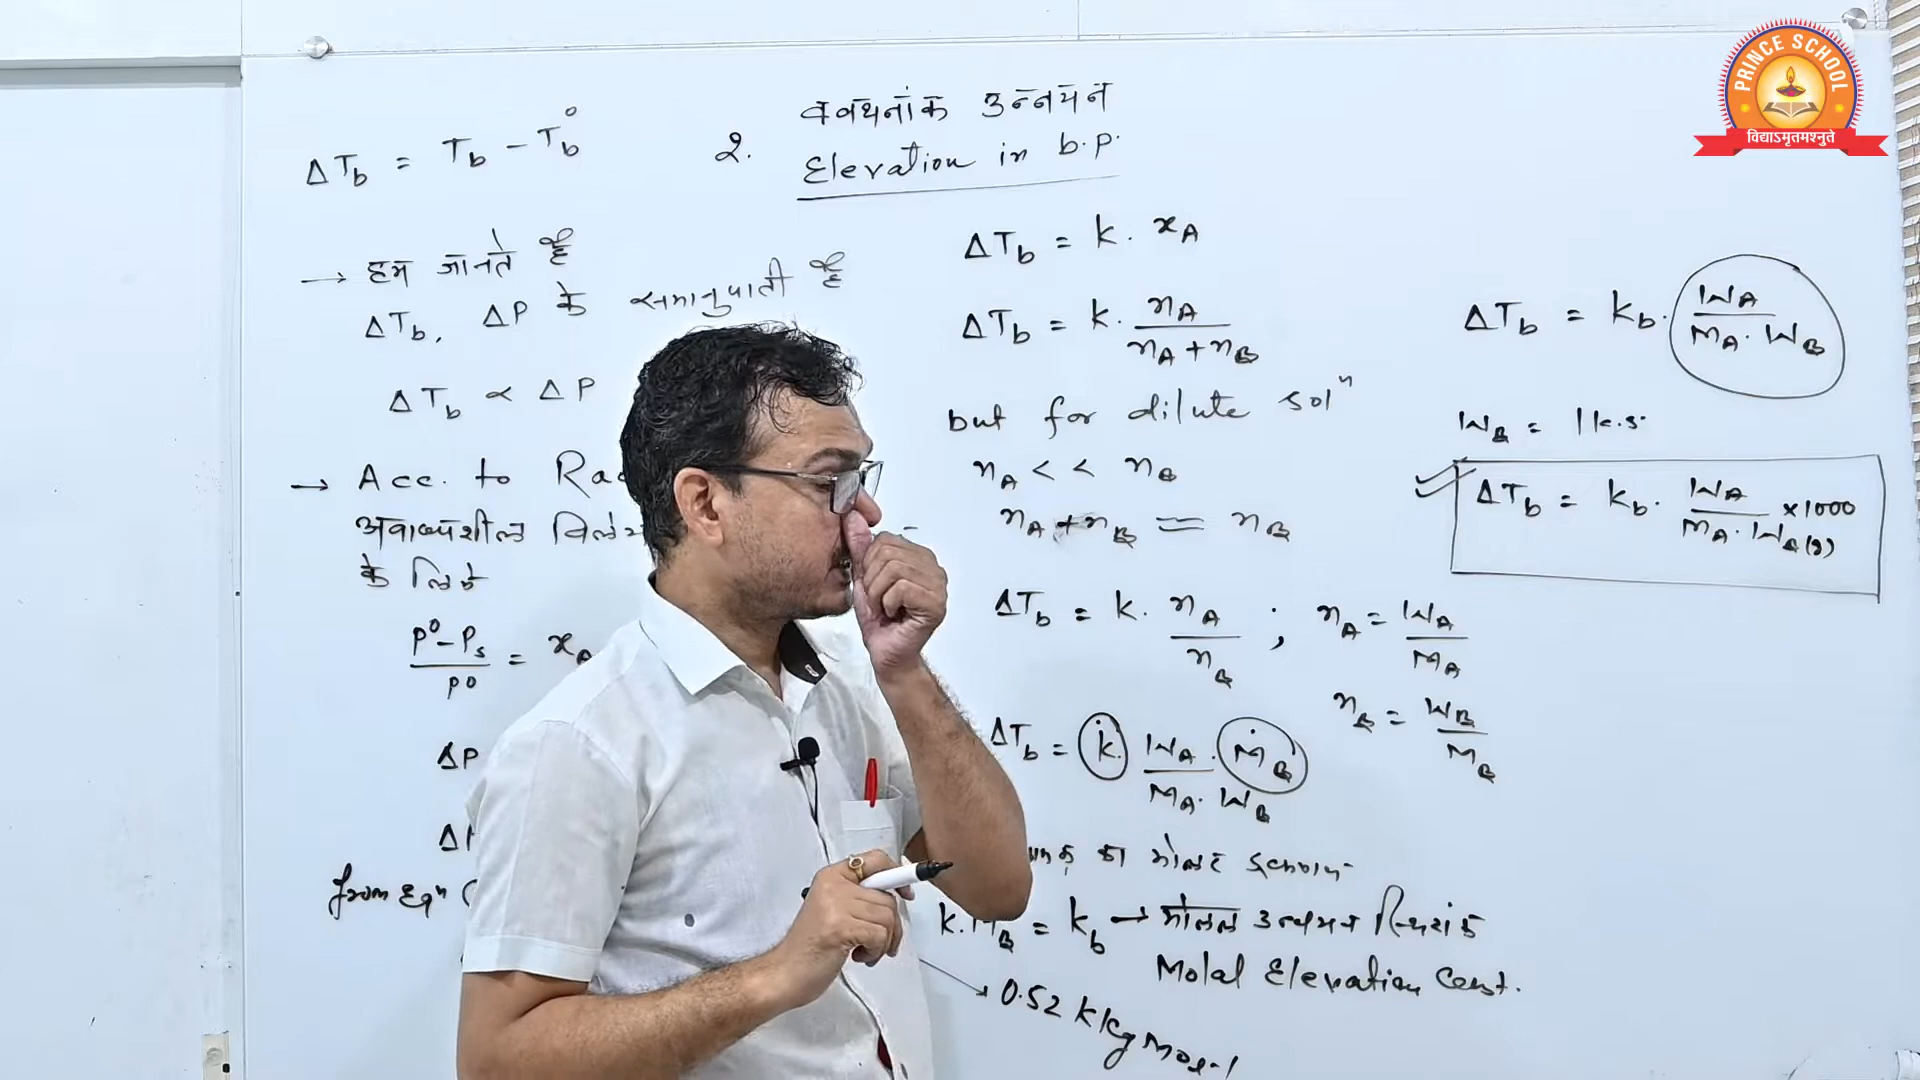 ΔTb = Tb - Tb°
2. क्वथनांक उन्नयन
Elevation in b.p.
→ हम जानते है
ΔTb, ΔP के समानुपाती है
ΔTb ∝ ΔP
→ Acc. to
अवाष्पशील
के लिये
P° - Ps / P° = xA
ΔP
from Eqn
ΔTb = k. xA
ΔTb = k. nA / nA + nB
but for dilute solⁿ
nA << nB
nA + nB = nB
ΔTb = k. nA / nB ; nA = WA / MA
nB = WB / MB
ΔTb = k. WA . MB / MA. WB
का मोलर
k. MB = kb → मोलल उन्नयन स्थिरांक
Molal Elevation Const.
0.52 K kg mol-1
ΔTb = kb. WA / MA. WB
WB = 1 k.g.
ΔTb = kb. WA / MA. WB(g) ×1000
PRINCE SCHOOL
विद्याऽमृतमश्नुते